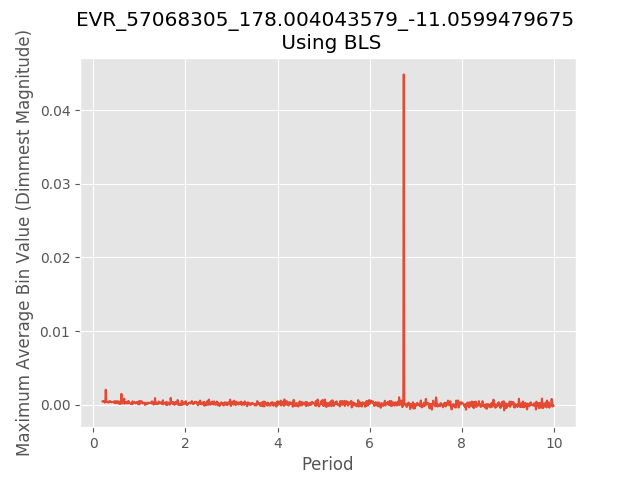 EVR_57068305_178.004043579_-11.0599479675
Using BLS
Maximum Average Bin Value (Dimmest Magnitude)
0.04
0.03
0.02
0.01
0.00
0 2 4 6 8 10
Period